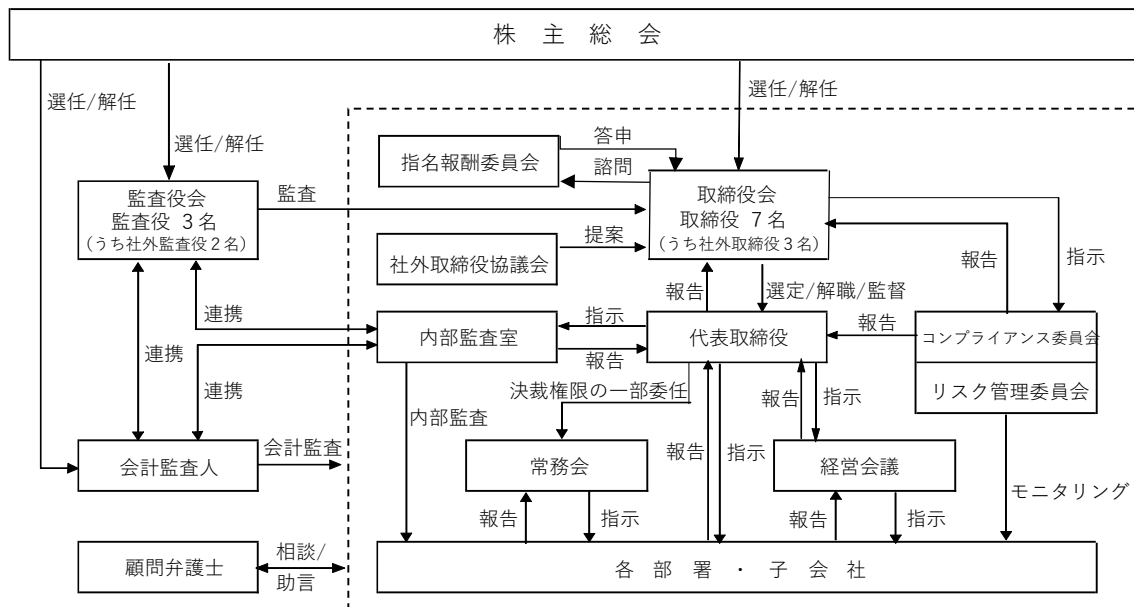 株 主 総 会
選任/解任
選任/解任
選任/解任
指名報酬委員会
答申
諮問
監査役会
監査役 3 名
（うち社外監査役 2 名）
監査
取締役会
取締役 7 名
（うち社外取締役 3 名）
社外取締役協議会
提案
報告
指示
報告
選定/解職/監督
連携
連携
連携
内部監査室
指示
報告
代表取締役
報告
コンプライアンス委員会
リスク管理委員会
決裁権限の一部委任
内部監査
報告
指示
報告
指示
会計監査人
会計監査
常務会
経営会議
モニタリング
報告
指示
報告
指示
顧問弁護士
相談/
助言
各 部 署 ・ 子 会 社